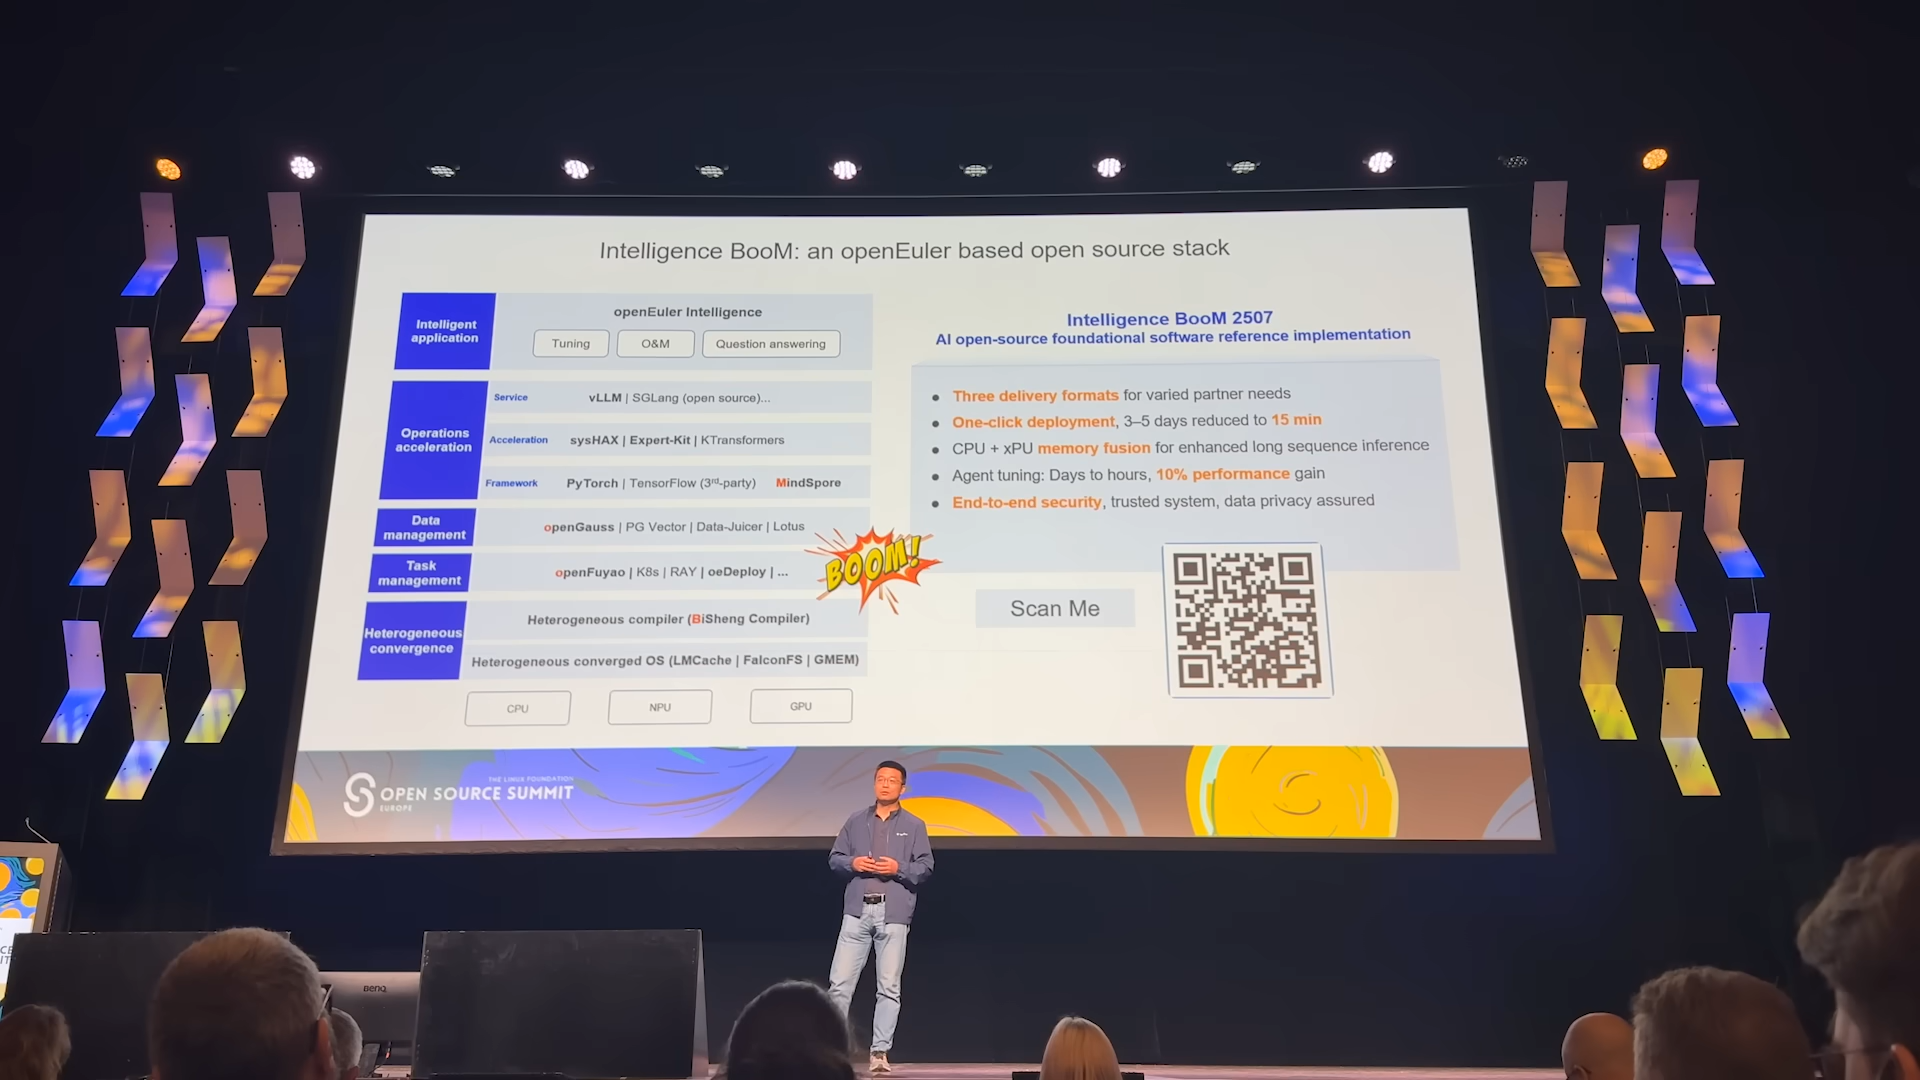 Intelligence BooM: an openEuler based open source stack
Intelligent
application
openEuler Intelligence
Tuning
O&M
Question answering
Operations
acceleration
Service
vLLM | SGLang (open source)...
Acceleration
sysHAX | Expert-Kit | KTransformers
Framework
PyTorch | TensorFlow (3rd-party) MindSpore
Data
management
openGauss | PG Vector | Data-Juicer | Lotus
Task
management
openFuyao | K8s | RAY | oeDeploy | ...
Heterogeneous
convergence
Heterogeneous compiler (BiSheng Compiler)
Heterogeneous converged OS (LMCache | FalconFS | GMEM)
CPU
NPU
GPU
BOOM!
Intelligence BooM 2507
AI open-source foundational software reference implementation
● Three delivery formats for varied partner needs
● One-click deployment, 3–5 days reduced to 15 min
● CPU + xPU memory fusion for enhanced long sequence inference
● Agent tuning: Days to hours, 10% performance gain
● End-to-end security, trusted system, data privacy assured
Scan Me
THE LINUX FOUNDATION
OPEN SOURCE SUMMIT
EUROPE
BenQ